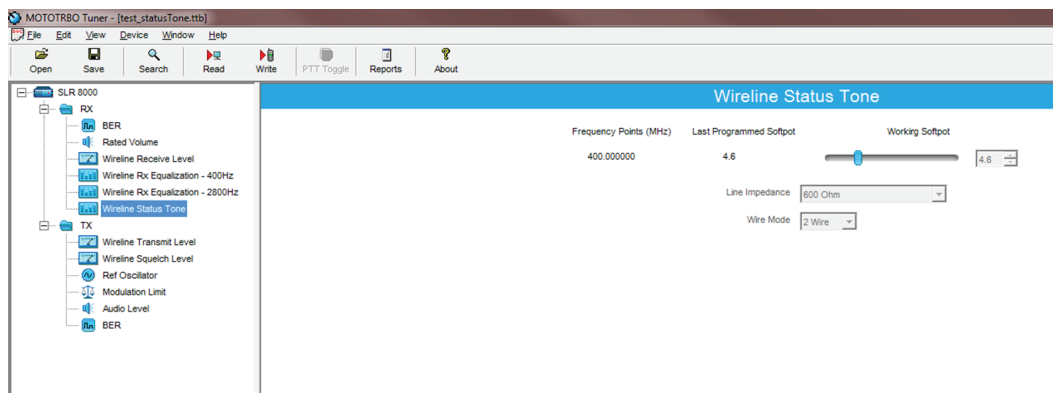 MOTOTRBO Tuner - [test_statusTone.ttb]
File Edit View Device Window Help
Open Save Search Read Write PTT Toggle Reports About
SLR 8000
RX
BER
Rated Volume
Wireline Receive Level
Wireline Rx Equalization - 400Hz
Wireline Rx Equalization - 2800Hz
Wireline Status Tone
TX
Wireline Transmit Level
Wireline Squelch Level
Ref Oscillator
Modulation Limit
Audio Level
BER
Wireline Status Tone
Frequency Points (MHz) Last Programmed Softpot Working Softpot
400.000000 4.6 4.6
Line Impedance 600 Ohm
Wire Mode 2 Wire